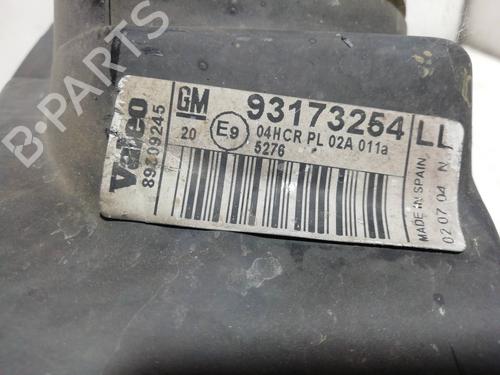 B-PARTS
Valeo
89309245
GM
93173254
LL
20
E9
04HCR PL 02A 011a
5276
MADE IN SPAIN
02 07 04 N